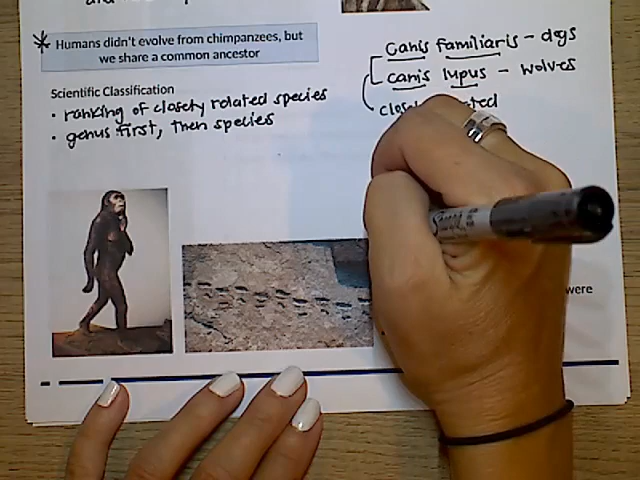 Humans didn't evolve from chimpanzees, but
we share a common ancestor
Canis familiaris - dogs
canis lupus - wolves
Scientific Classification
• ranking of closely related species
• genus first, then species
were